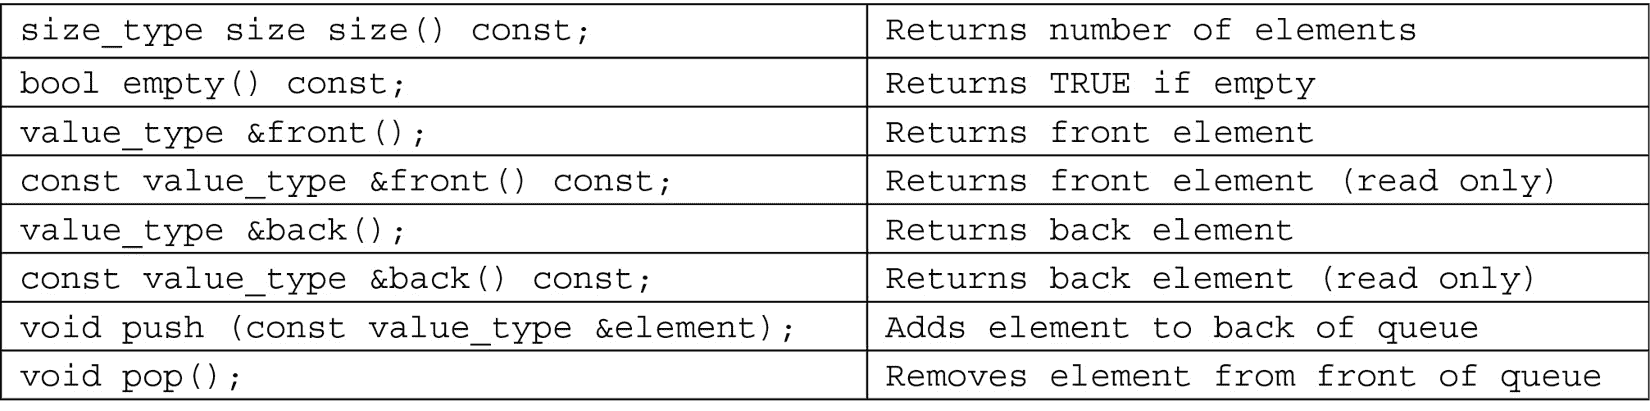 size_type size size() const; Returns number of elements
bool empty() const; Returns TRUE if empty
value_type &front(); Returns front element
const value_type &front() const; Returns front element (read only)
value_type &back(); Returns back element
const value_type &back() const; Returns back element (read only)
void push (const value_type &element); Adds element to back of queue
void pop(); Removes element from front of queue